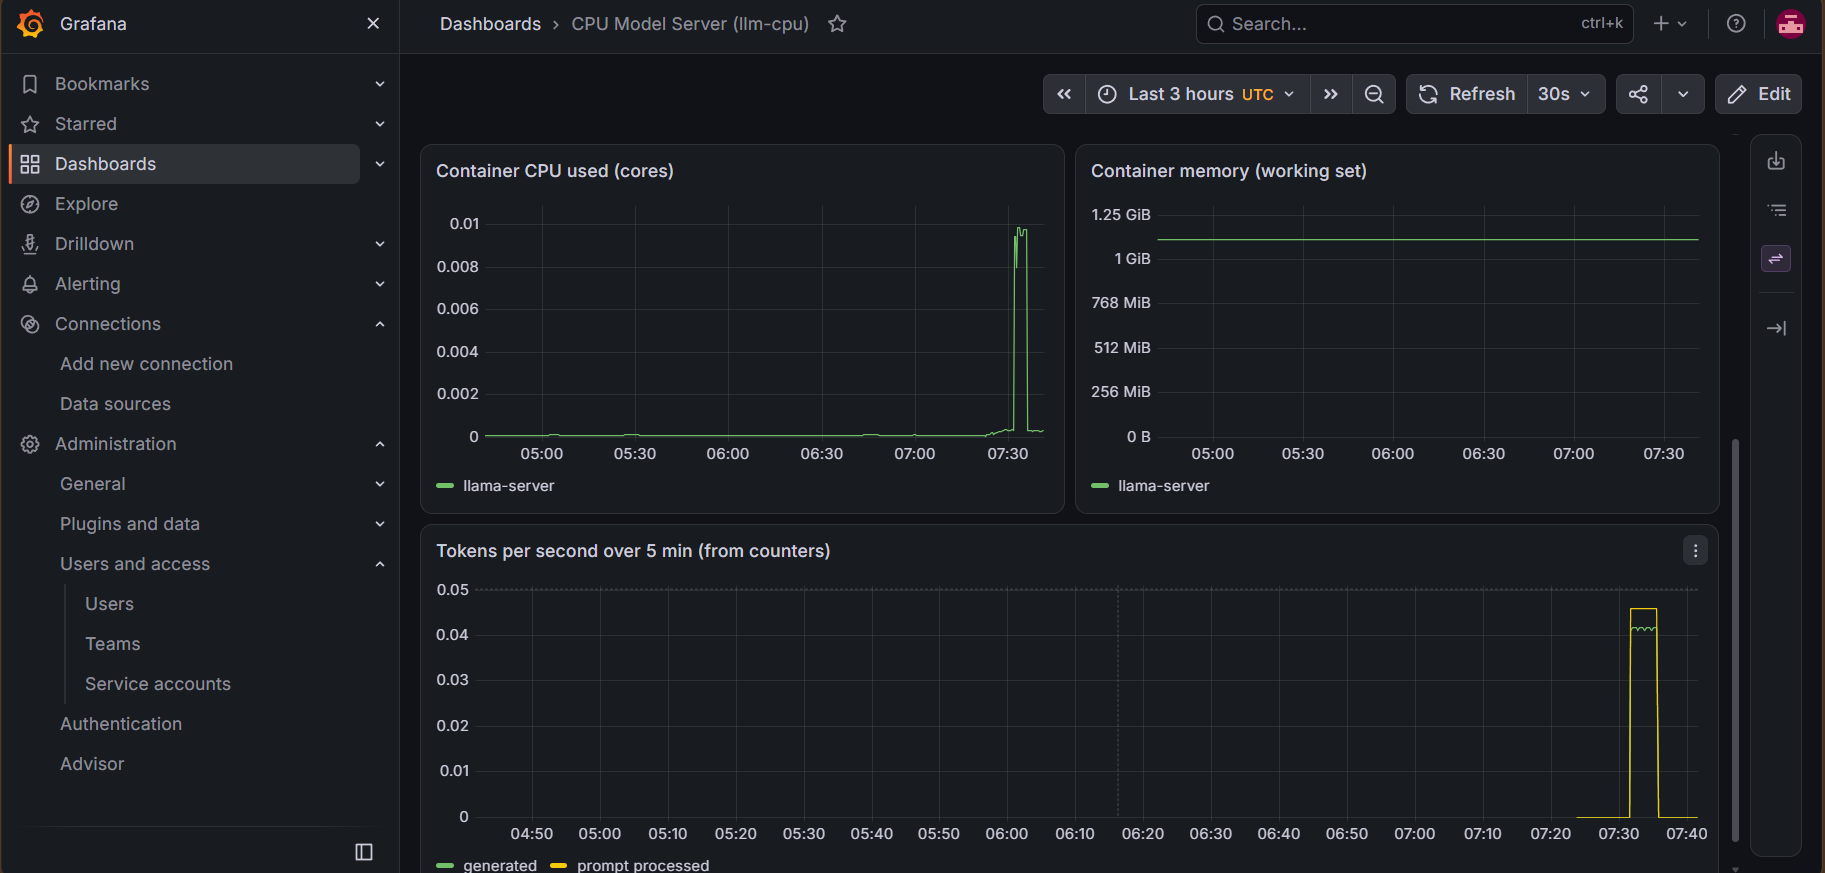 Grafana
Dashboards › CPU Model Server (llm-cpu)
Search... ctrl+k
Bookmarks
Starred
Dashboards
Explore
Drilldown
Alerting
Connections
Add new connection
Data sources
Administration
General
Plugins and data
Users and access
Users
Teams
Service accounts
Authentication
Advisor
Last 3 hours UTC
Refresh 30s
Edit
Container CPU used (cores)
0.01
0.008
0.006
0.004
0.002
0
05:00 05:30 06:00 06:30 07:00 07:30
llama-server
Container memory (working set)
1.25 GiB
1 GiB
768 MiB
512 MiB
256 MiB
0 B
05:00 05:30 06:00 06:30 07:00 07:30
llama-server
Tokens per second over 5 min (from counters)
0.05
0.04
0.03
0.02
0.01
0
04:50 05:00 05:10 05:20 05:30 05:40 05:50 06:00 06:10 06:20 06:30 06:40 06:50 07:00 07:10 07:20 07:30 07:40
generated prompt processed